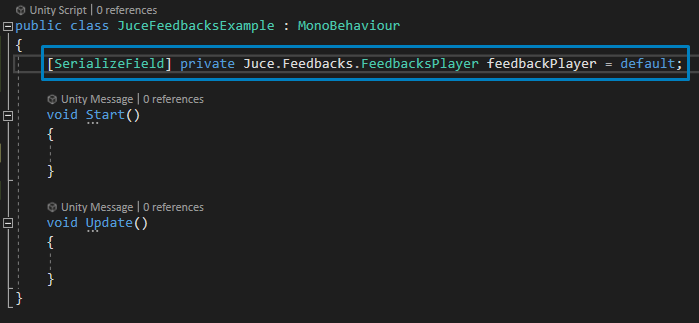 Unity Script | 0 references
public class JuceFeedbacksExample : MonoBehaviour
{
[SerializeField] private Juce.Feedbacks.FeedbacksPlayer feedbackPlayer = default;
Unity Message | 0 references
void Start()
{
}
Unity Message | 0 references
void Update()
{
}
}